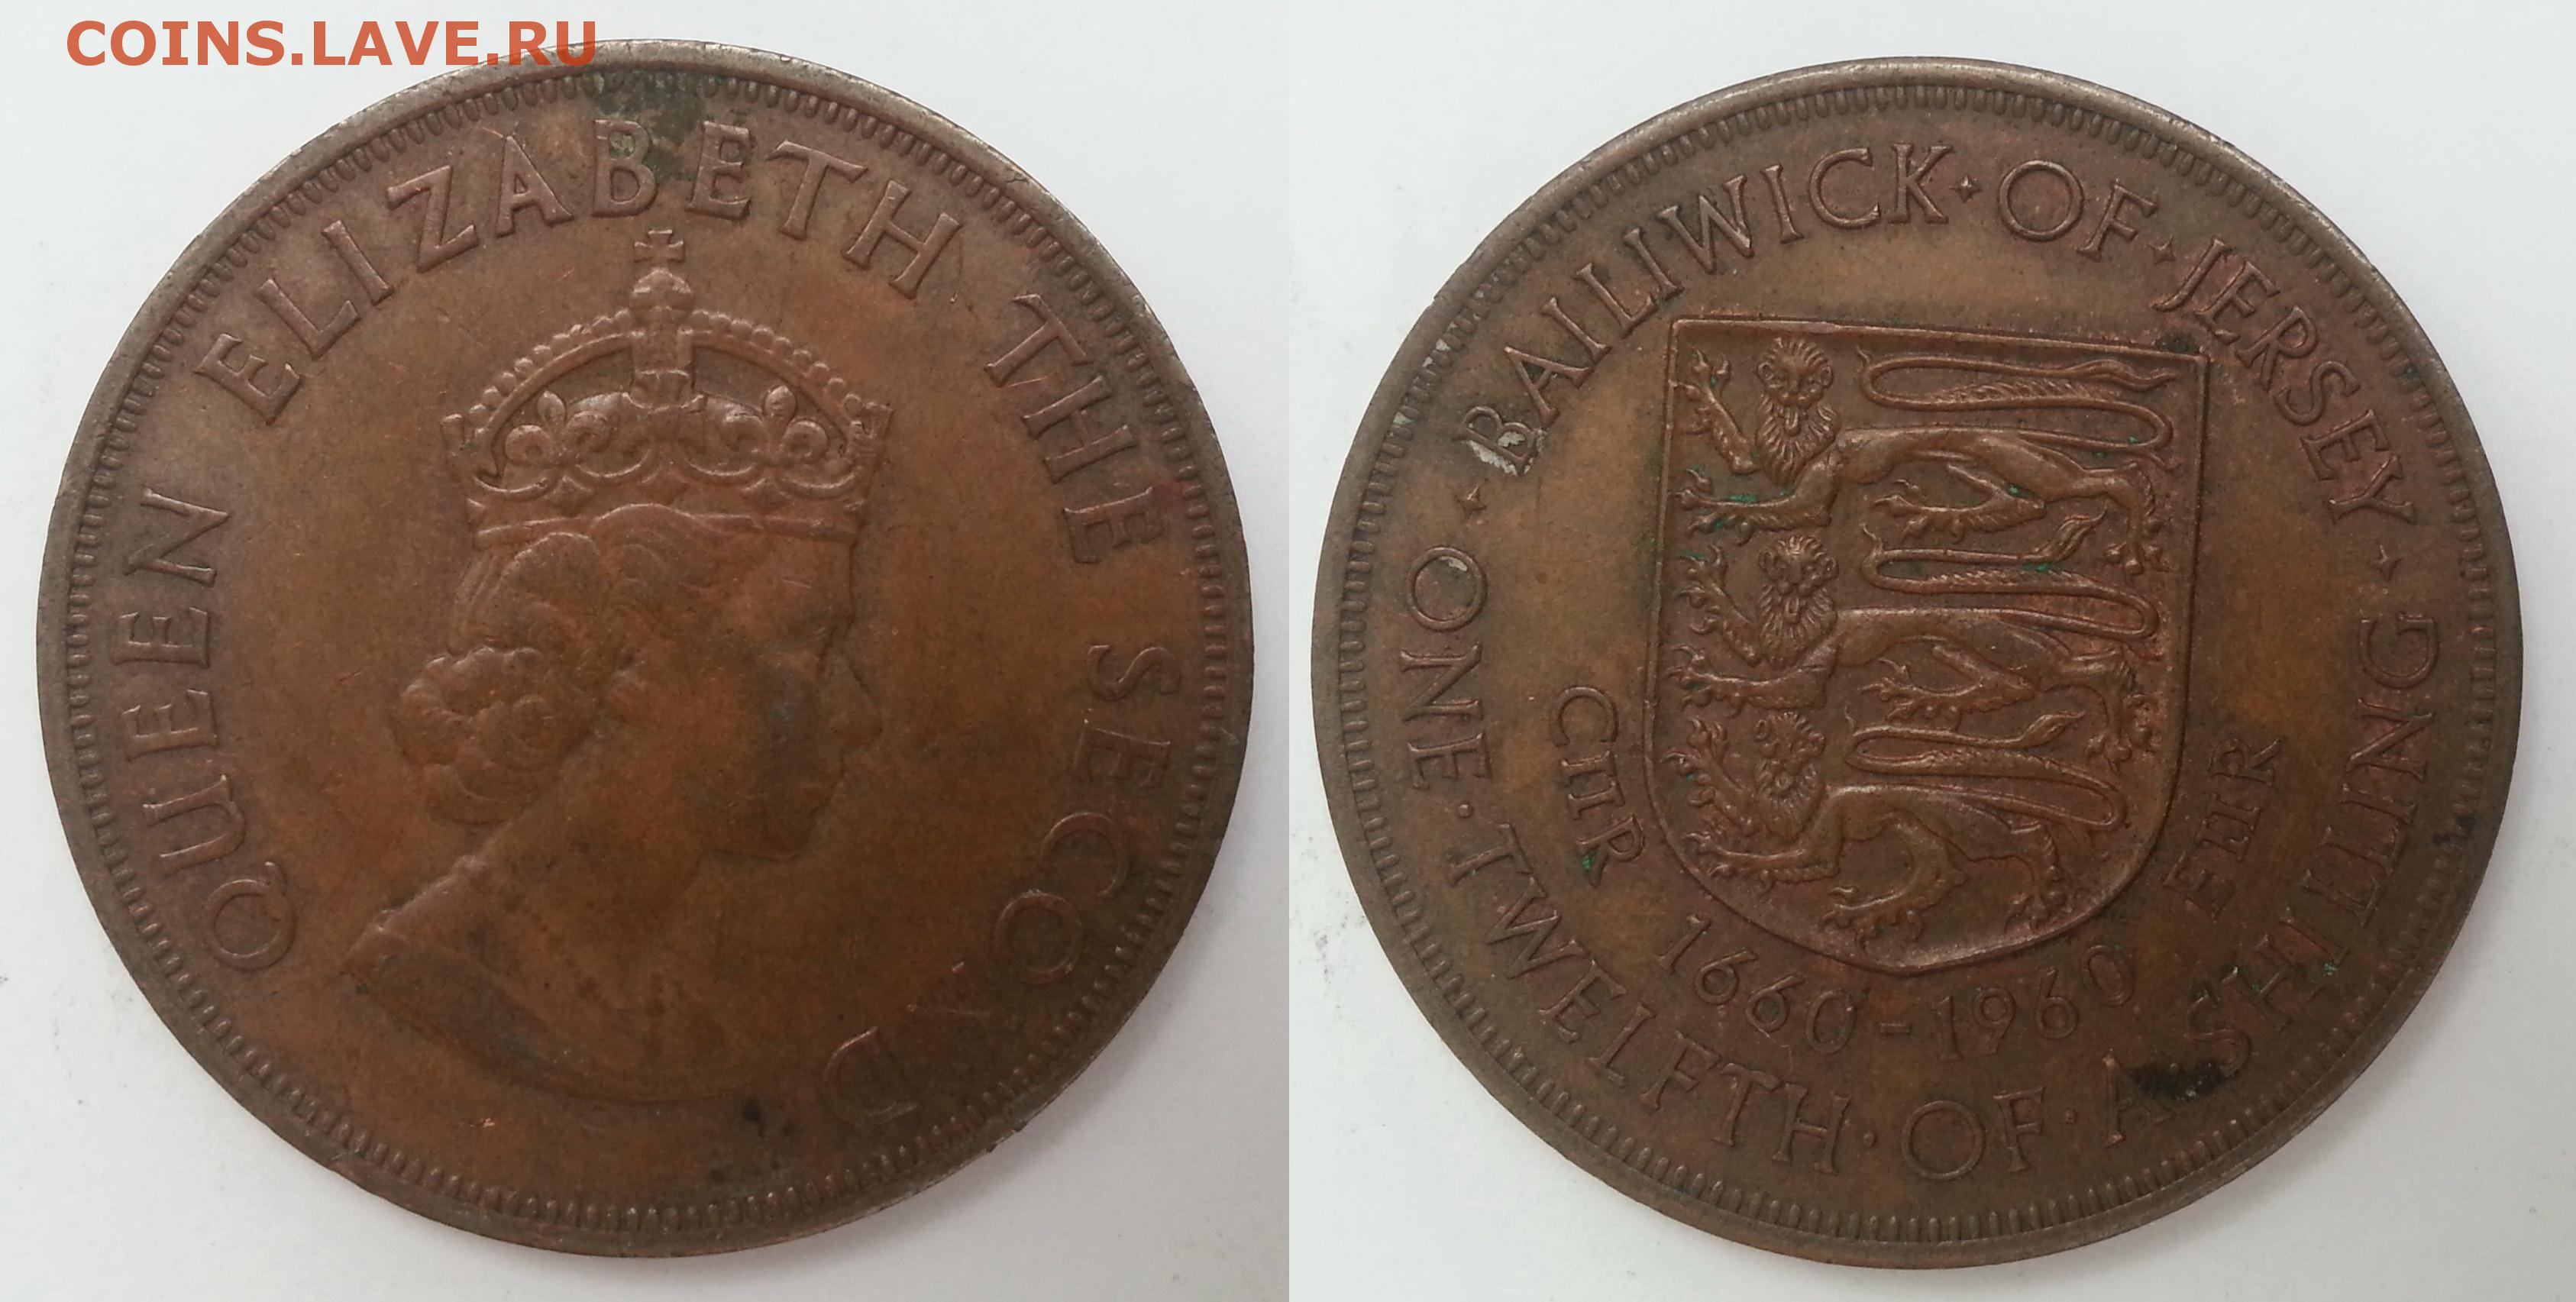 COINS.LAVE.RU
QUEEN ELIZABETH THE SECOND
BAILIWICK · OF · JERSEY
ONE · TWELFTH · OF · A · SHILLING
CIIR 1660-1960 EIIR